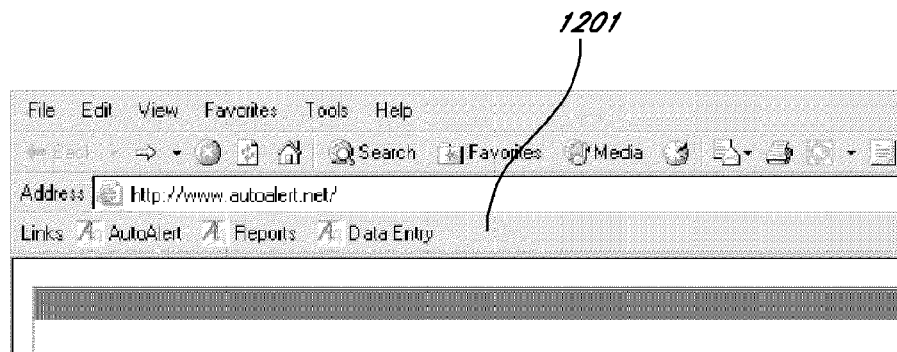 1201
File Edit View Favorites Tools Help
Back Search Favorites Media
Address http://www.autoalert.net/
Links AutoAlert Reports Data Entry